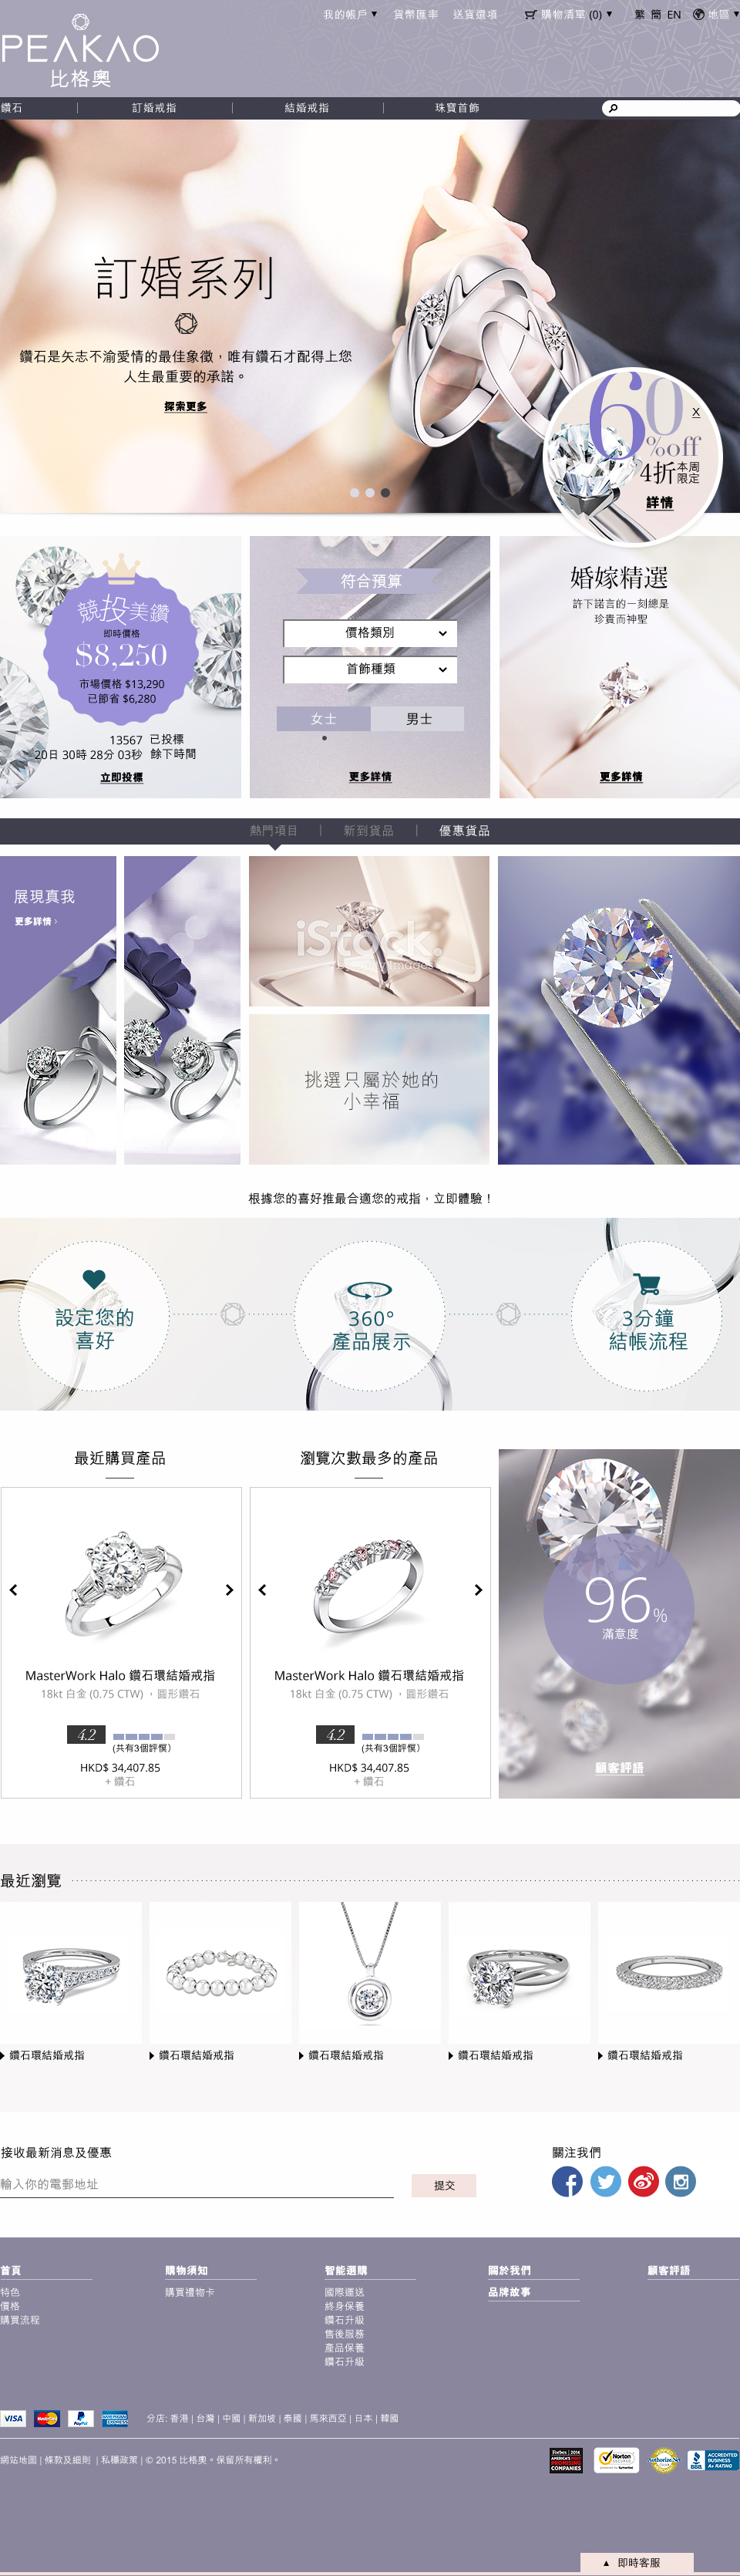 我的帳戶 ▼ 貨幣匯率 送貨選項 購物清單 (0) ▼ 繁 簡 EN 地區 ▼
PEAKAO
比格奧
鑽石 | 訂婚戒指 | 結婚戒指 | 珠寶首飾
訂婚系列
鑽石是矢志不渝愛情的最佳象徵，唯有鑽石才配得上您
人生最重要的承諾。
探索更多
60
X
%off
4折 本周
限定
詳情
競投美鑽
即時價格
$8,250
市場價格 $13,290
已節省 $6,280
13567 已投標
20日 30時 28分 03秒 餘下時間
立即投標
符合預算
價格類別
首飾種類
女士 男士
更多詳情
婚嫁精選
許下諾言的一刻總是
珍貴而神聖
更多詳情
熱門項目 | 新到貨品 | 優惠貨品
展現真我
更多詳情 ›
iStock.
挑選只屬於她的
小幸福
根據您的喜好推最合適您的戒指，立即體驗！
設定您的
喜好
360°
產品展示
3分鐘
結帳流程
最近購買產品
MasterWork Halo 鑽石環結婚戒指
18kt 白金 (0.75 CTW) ，圓形鑽石
4.2
(共有3個評價）
HKD$ 34,407.85
+ 鑽石
瀏覽次數最多的產品
MasterWork Halo 鑽石環結婚戒指
18kt 白金 (0.75 CTW) ，圓形鑽石
4.2
(共有3個評價）
HKD$ 34,407.85
+ 鑽石
96%
滿意度
顧客評語
最近瀏覽
鑽石環結婚戒指
鑽石環結婚戒指
鑽石環結婚戒指
鑽石環結婚戒指
鑽石環結婚戒指
接收最新消息及優惠
輸入你的電郵地址
提交
關注我們
首頁
特色
價格
購買流程
購物須知
購買禮物卡
智能選購
國際運送
終身保養
鑽石升級
售後服務
產品保養
鑽石升級
關於我們
品牌故事
顧客評語
VISA MasterCard PayPal
分店: 香港 | 台灣 | 中國 | 新加坡 | 泰國 | 馬來西亞 | 日本 | 韓國
網站地圖 | 條款及細則 | 私穩政策 | © 2015 比格奧。保留所有權利。
Norton
ACCREDITED
BUSINESS
▲ 即時客服